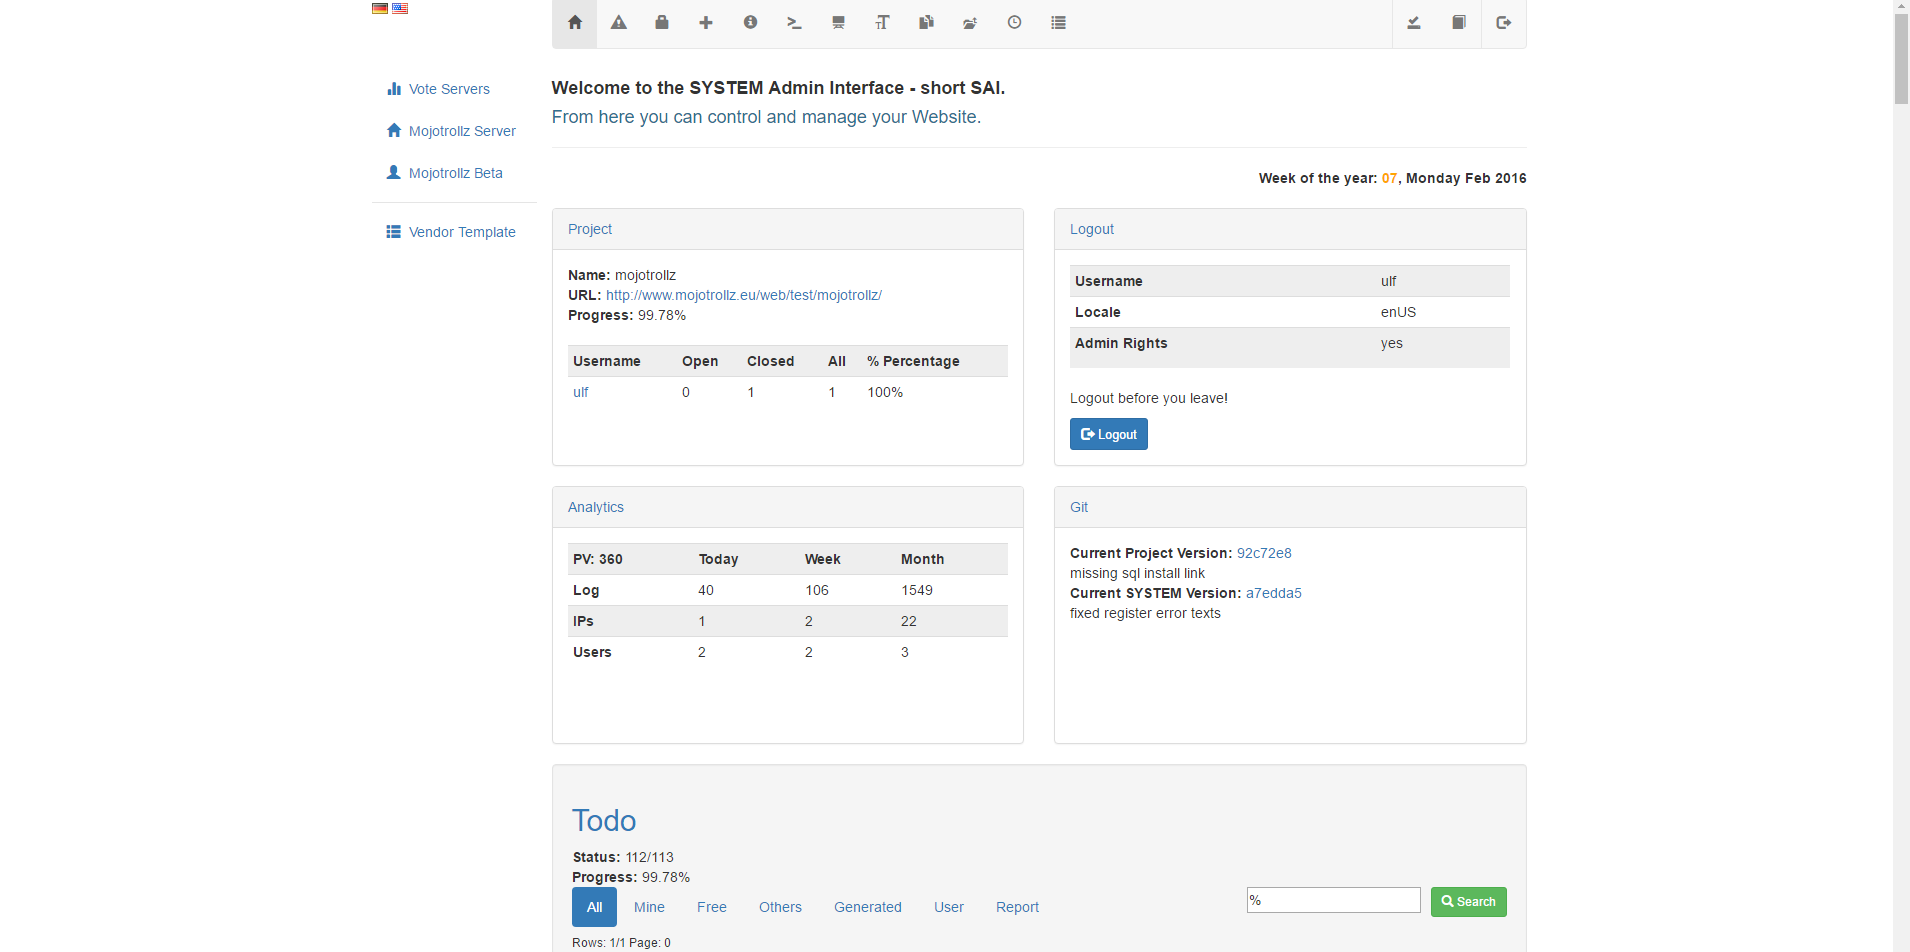 Vote Servers
Mojotrollz Server
Mojotrollz Beta
Vendor Template
Welcome to the SYSTEM Admin Interface - short SAI.
From here you can control and manage your Website.
Week of the year: 07, Monday Feb 2016
Project
Name: mojotrollz
URL: http://www.mojotrollz.eu/web/test/mojotrollz/
Progress: 99.78%
Username Open Closed All % Percentage
ulf 0 1 1 100%
Logout
Username ulf
Locale enUS
Admin Rights yes
Logout before you leave!
Logout
Analytics
PV: 360 Today Week Month
Log 40 106 1549
IPs 1 2 22
Users 2 2 3
Git
Current Project Version: 92c72e8
missing sql install link
Current SYSTEM Version: a7edda5
fixed register error texts
Todo
Status: 112/113
Progress: 99.78%
All Mine Free Others Generated User Report
% Search
Rows: 1/1 Page: 0